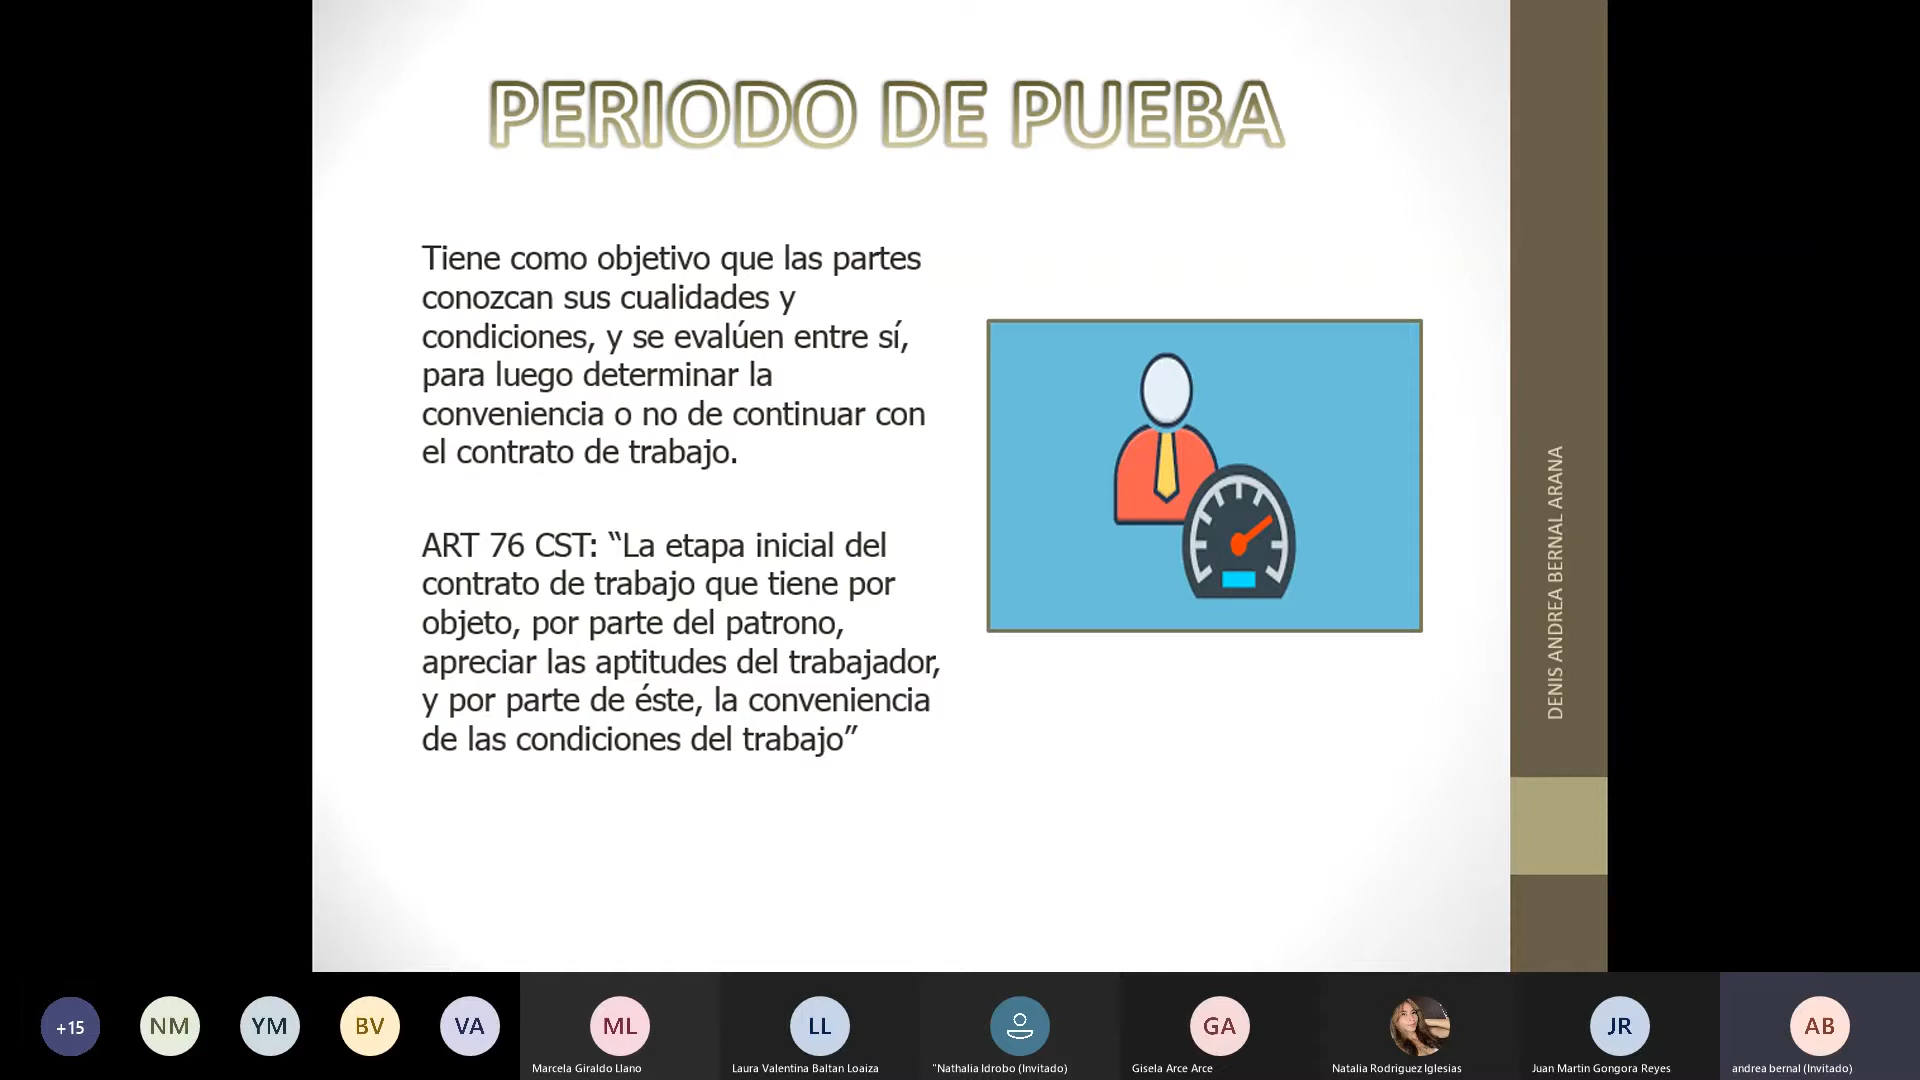 PERIODO DE PUEBA
Tiene como objetivo que las partes
conozcan sus cualidades y
condiciones, y se evalúen entre sí,
para luego determinar la
conveniencia o no de continuar con
el contrato de trabajo.
ART 76 CST: “La etapa inicial del
contrato de trabajo que tiene por
objeto, por parte del patrono,
apreciar las aptitudes del trabajador,
y por parte de éste, la conveniencia
de las condiciones del trabajo”
DENIS ANDREA BERNAL ARANA
+15
NM
YM
BV
VA
ML
LL
GA
JR
AB
Marcela Giraldo Llano
Laura Valentina Baltan Loaiza
"Nathalia Idrobo (Invitado)
Gisela Arce Arce
Natalia Rodriguez Iglesias
Juan Martin Gongora Reyes
andrea bernal (Invitado)